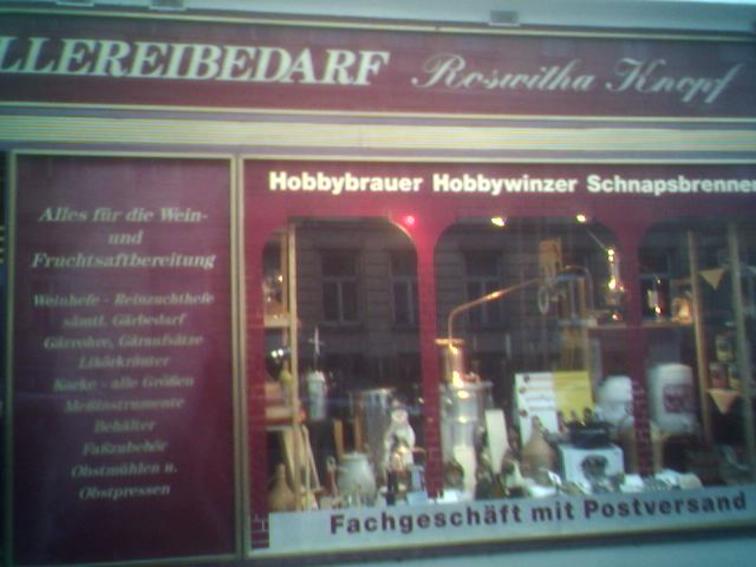 LLEREIBEDARF Roswitha Knopf
Hobbybrauer Hobbywinzer Schnapsbrenner
Alles für die Wein-
und
Fruchtsaftbereitung
Weinhefe - Reinzuchthefe
sämtl. Gärbedarf
Gärrohre, Gäraufsätze
Likörkräuter
Korke - alle Größen
Meßinstrumente
Behälter
Faßzubehör
Obstmühlen u.
Obstpressen
Fachgeschäft mit Postversand